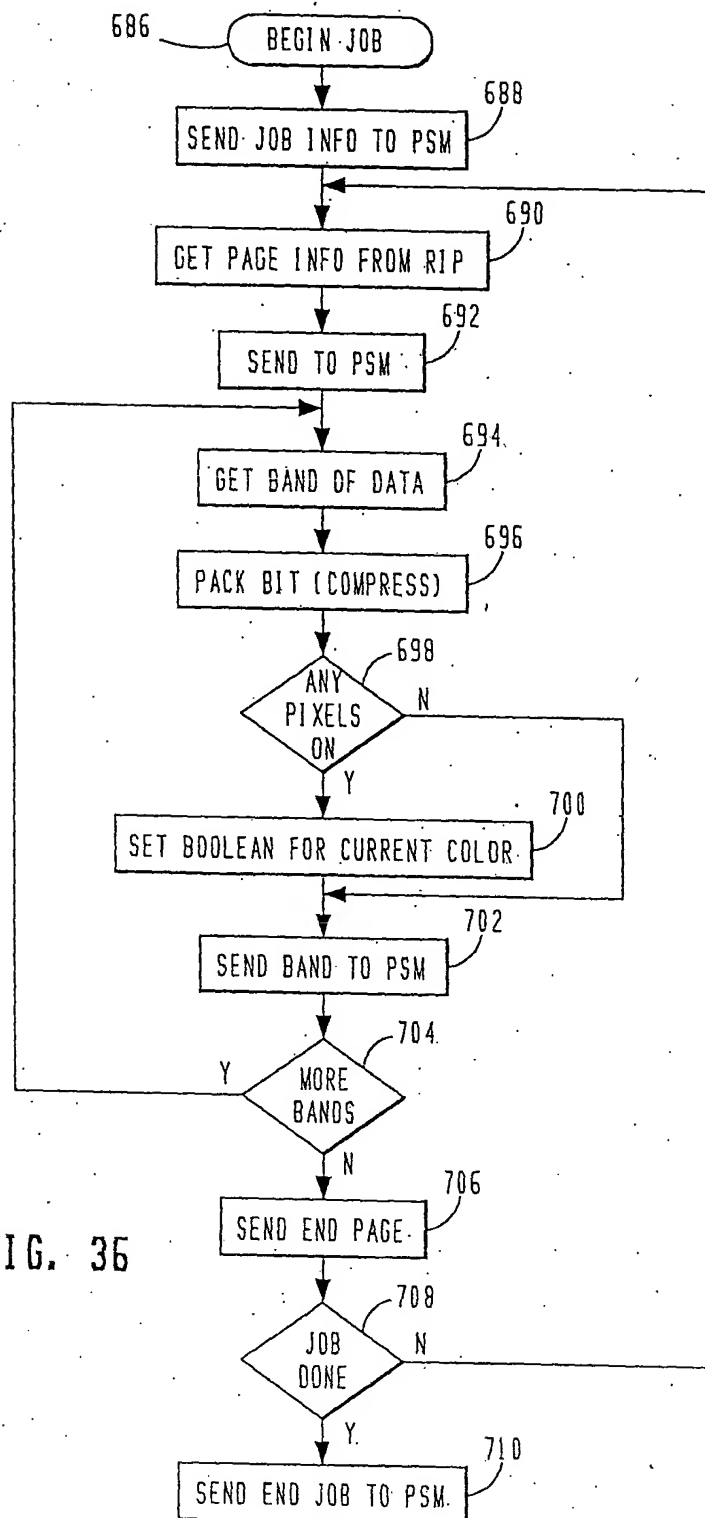 686
BEGIN JOB
688
SEND JOB INFO TO PSM
690
GET PAGE INFO FROM RIP
692
SEND TO PSM
694
GET BAND OF DATA
696
PACK BIT (COMPRESS)
698
ANY
PIXELS
ON
N
Y
700
SET BOOLEAN FOR CURRENT COLOR
702
SEND BAND TO PSM
704
Y
MORE
BANDS
N
706
SEND END PAGE
IG. 36
708
JOB
DONE
N
Y
710
SEND END JOB TO PSM